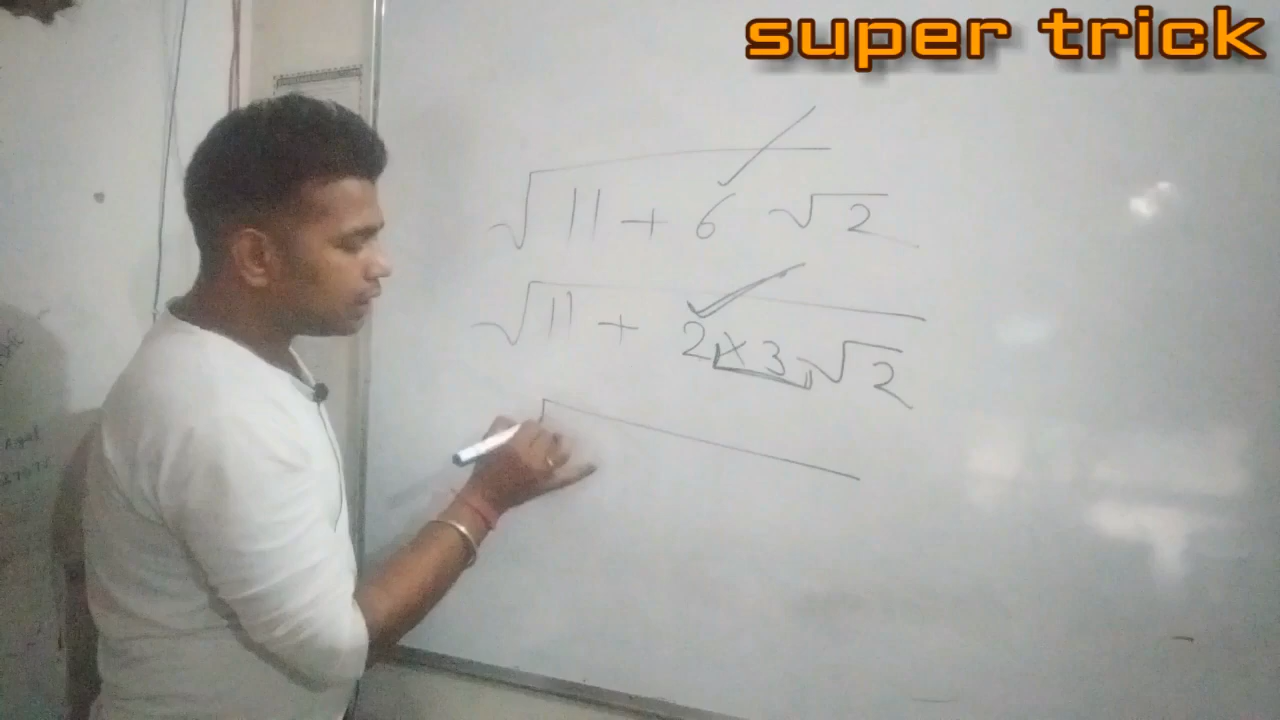 super trick
√11 + 6 √2
√11 + 2×3√2